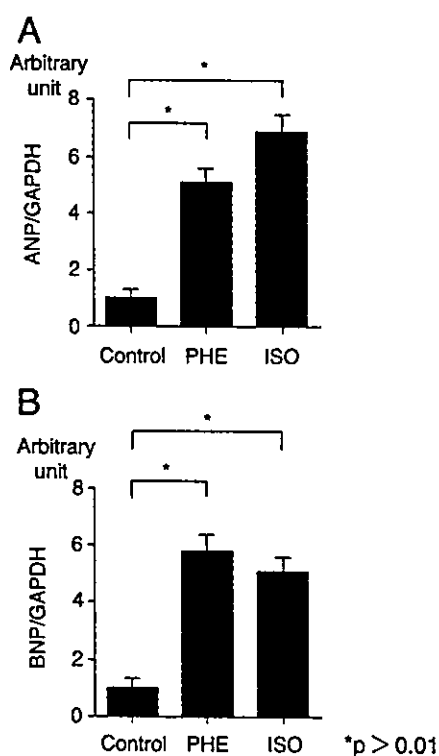 A
Arbitrary
unit
*
*
8
6
4
2
0
ANP/GAPDH
Control PHE ISO
B
Arbitrary
unit
*
*
8
6
4
2
0
BNP/GAPDH
Control PHE ISO
*p > 0.01